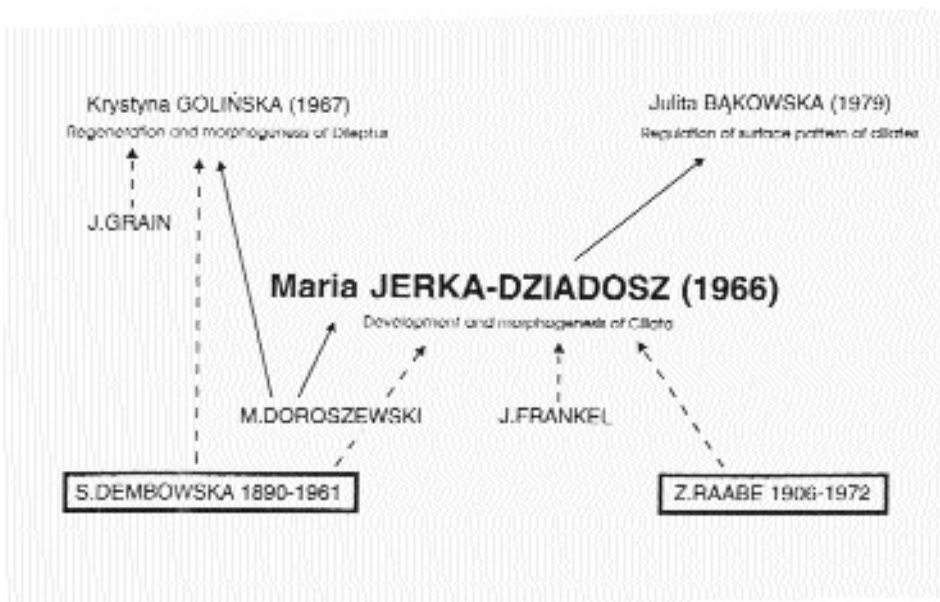 Krystyna GOLIŃSKA (1967)
Regeneration and morphogenesis of Dileptus
Julita BĄKOWSKA (1979)
Regulation of surface pattern of ciliates
J.GRAIN
Maria JERKA-DZIADOSZ (1966)
Development and morphogenesis of Ciliata
M.DOROSZEWSKI
J.FRANKEL
S.DEMBOWSKA 1890-1961
Z.RAABE 1906-1972